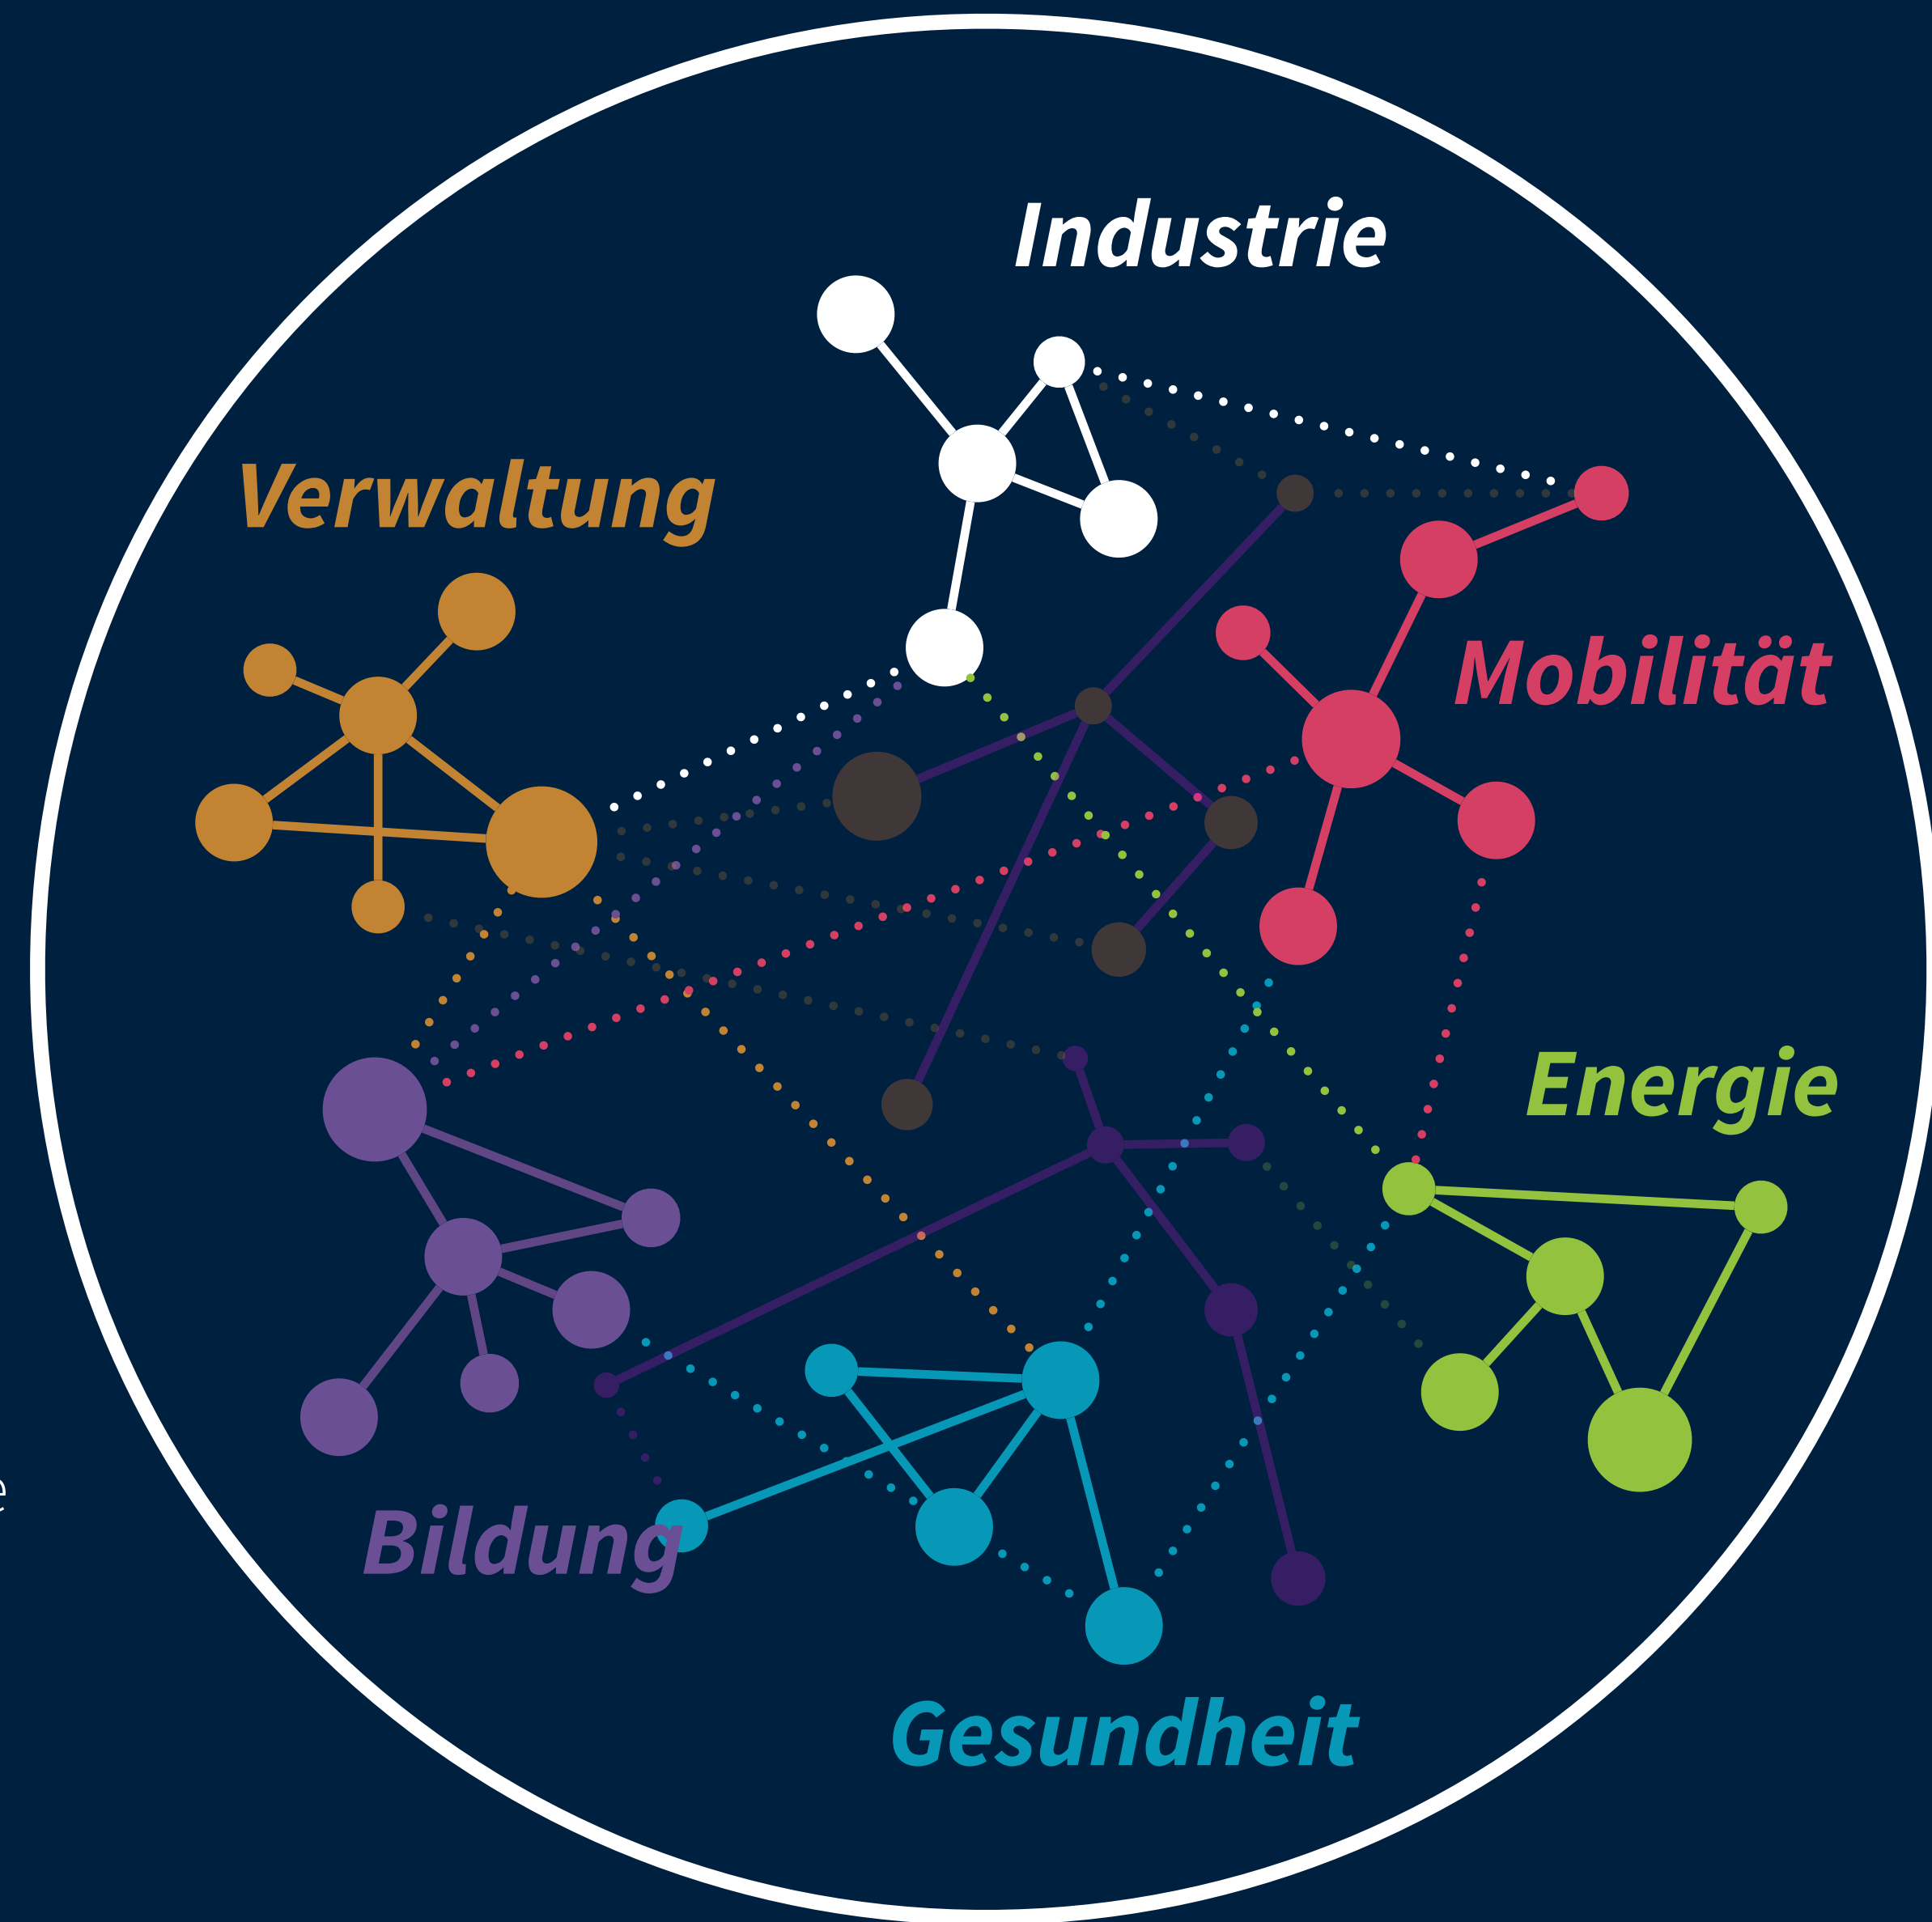 Industrie
Verwaltung
Mobilität
Energie
e
Bildung
Gesundheit